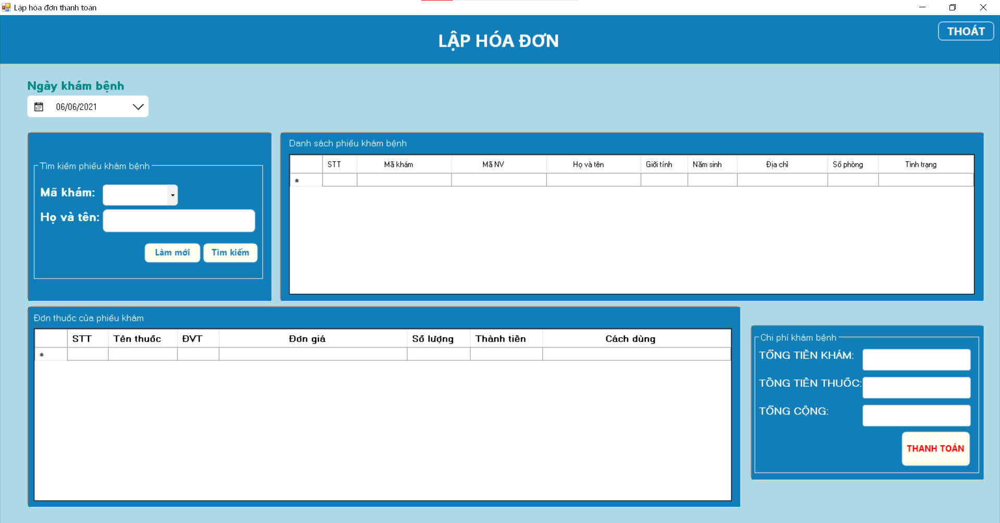 Lập hóa đơn thanh toán
LẬP HÓA ĐƠN
THOÁT
Ngày khám bệnh
06/06/2021
Tìm kiếm phiếu khám bệnh
Mã khám:
Họ và tên:
Làm mới Tìm kiếm
Danh sách phiếu khám bệnh
STT Mã khám Mã NV Họ và tên Giới tính Năm sinh Địa chỉ Số phòng Tình trạng
Đơn thuốc của phiếu khám
STT Tên thuốc ĐVT Đơn giá Số lượng Thành tiền Cách dùng
Chi phí khám bệnh
TỔNG TIỀN KHÁM:
TỒNG TIỀN THUỐC:
TỔNG CỘNG:
THANH TOÁN